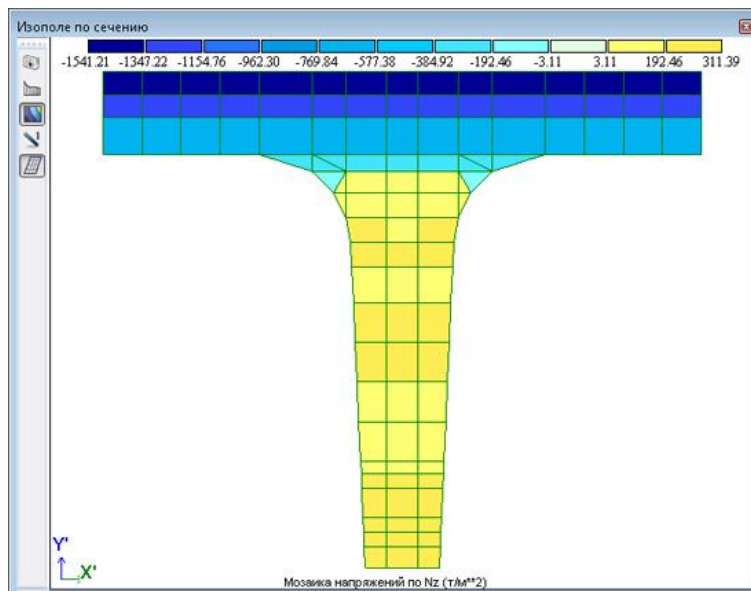 Изополе по сечению
-1541.21 -1347.22 -1154.76 -962.30 -769.84 -577.38 -384.92 -192.46 -3.11 3.11 192.46 311.39
Y'
X'
Мозаика напряжений по Nz (т/м**2)